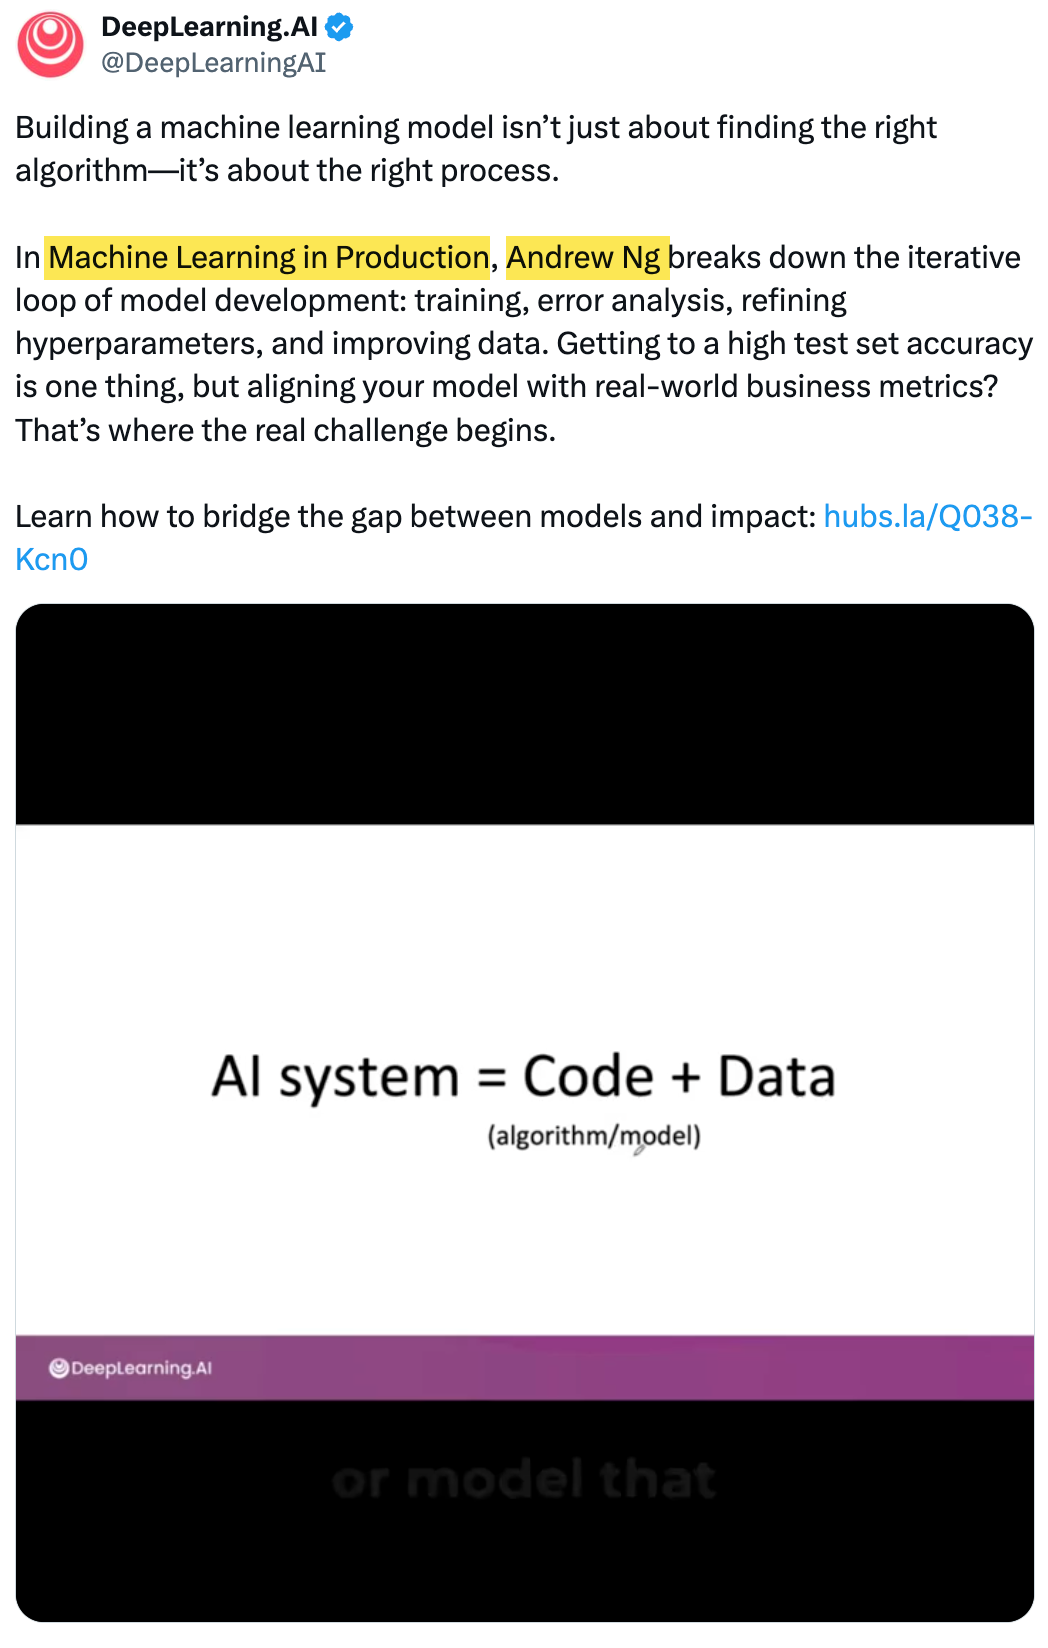 DeepLearning.AI
@DeepLearningAI
Building a machine learning model isn’t just about finding the right
algorithm—it’s about the right process.
In Machine Learning in Production, Andrew Ng breaks down the iterative
loop of model development: training, error analysis, refining
hyperparameters, and improving data. Getting to a high test set accuracy
is one thing, but aligning your model with real-world business metrics?
That’s where the real challenge begins.
Learn how to bridge the gap between models and impact: hubs.la/Q038-
Kcn0
AI system = Code + Data
(algorithm/model)
DeepLearning.AI
or model that